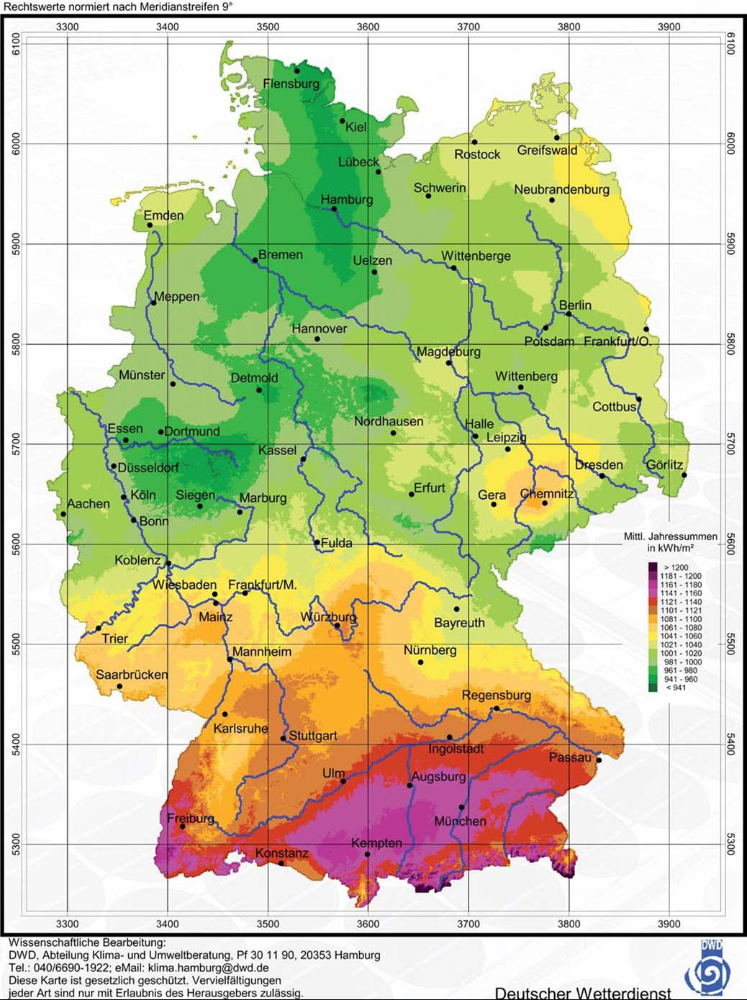 Rechtswerte normiert nach Meridianstreifen 9°
3300 3400 3500 3600 3700 3800 3900
6100 6100
Flensburg
Kiel
6000 6000
Rostock Greifswald
Lübeck
Schwerin Neubrandenburg
Hamburg
Emden
5900 5900
Bremen Uelzen Wittenberge
Meppen
Berlin
Hannover
Potsdam Frankfurt/O.
5800 5800
Magdeburg
Münster Detmold Wittenberg
Cottbus
Essen Dortmund Nordhausen Halle
Leipzig
5700 5700
Kassel
Düsseldorf Dresden Görlitz
Köln Siegen Marburg Erfurt Gera Chemnitz
Aachen
Bonn
5600 5600
Fulda
Mittl. Jahressummen
in kWh/m²
Koblenz
> 1200
1181 - 1200
1161 - 1180
1141 - 1160
1121 - 1140
1101 - 1121
1081 - 1100
1061 - 1080
1041 - 1060
1021 - 1040
1001 - 1020
981 - 1000
961 - 980
941 - 960
< 941
Wiesbaden Frankfurt/M.
Mainz Würzburg
Bayreuth
Trier
5500 5500
Mannheim Nürnberg
Saarbrücken
Regensburg
Karlsruhe
Stuttgart
5400 5400
Ingolstadt
Passau
Ulm Augsburg
Freiburg München
5300 5300
Kempten
Konstanz
3300 3400 3500 3600 3700 3800 3900
Wissenschaftliche Bearbeitung:
DWD, Abteilung Klima- und Umweltberatung, Pf 30 11 90, 20353 Hamburg
Tel.: 040/6690-1922; eMail: klima.hamburg@dwd.de
Diese Karte ist gesetzlich geschützt. Vervielfältigungen
jeder Art sind nur mit Erlaubnis des Herausgebers zulässig.
DWD
Deutscher Wetterdienst